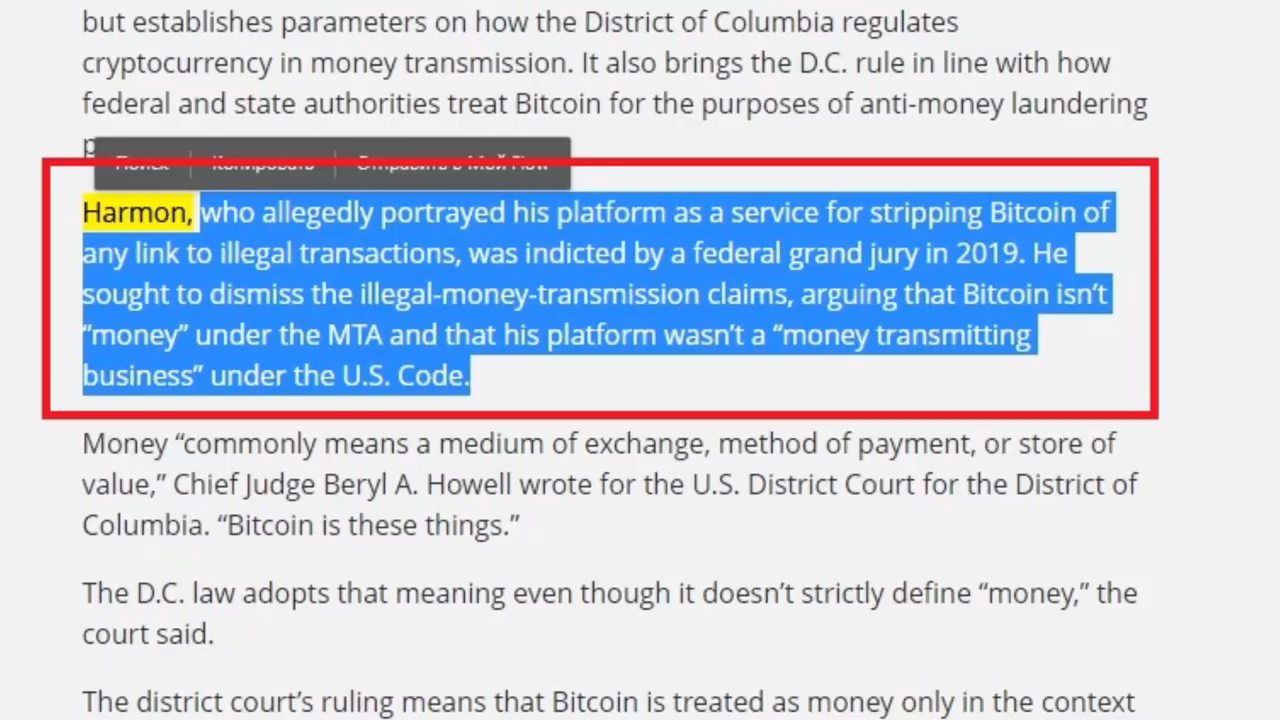 but establishes parameters on how the District of Columbia regulates
cryptocurrency in money transmission. It also brings the D.C. rule in line with how
federal and state authorities treat Bitcoin for the purposes of anti-money laundering
Поиск Копировать Отправить в Мой Flow
Harmon, who allegedly portrayed his platform as a service for stripping Bitcoin of
any link to illegal transactions, was indicted by a federal grand jury in 2019. He
sought to dismiss the illegal-money-transmission claims, arguing that Bitcoin isn’t
“money” under the MTA and that his platform wasn’t a “money transmitting
business” under the U.S. Code.
Money “commonly means a medium of exchange, method of payment, or store of
value,” Chief Judge Beryl A. Howell wrote for the U.S. District Court for the District of
Columbia. “Bitcoin is these things.”
The D.C. law adopts that meaning even though it doesn’t strictly define “money,” the
court said.
The district court’s ruling means that Bitcoin is treated as money only in the context